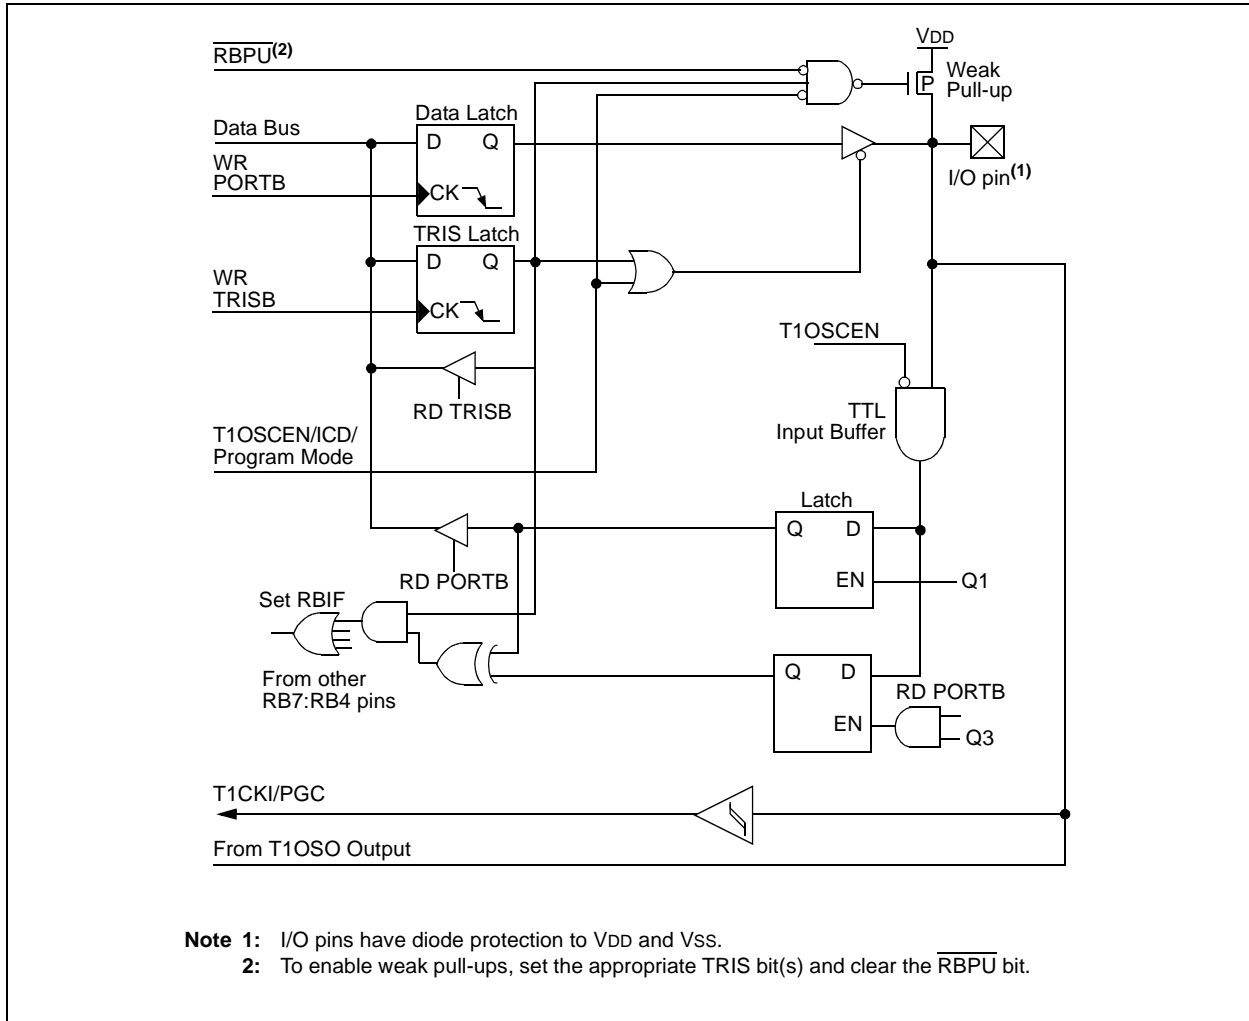 VDD
RBPU(2)
Weak
Pull-up
P
Data Latch
Data Bus
D Q
WR
PORTB
CK
I/O pin(1)
TRIS Latch
D Q
WR
TRISB
CK
T1OSCEN
RD TRISB
TTL
Input Buffer
T1OSCEN/ICD/
Program Mode
Latch
Q D
EN
Q1
RD PORTB
Set RBIF
From other
RB7:RB4 pins
Q D
RD PORTB
EN
Q3
T1CKI/PGC
From T1OSO Output
Note 1: I/O pins have diode protection to VDD and VSS.
2: To enable weak pull-ups, set the appropriate TRIS bit(s) and clear the RBPU bit.